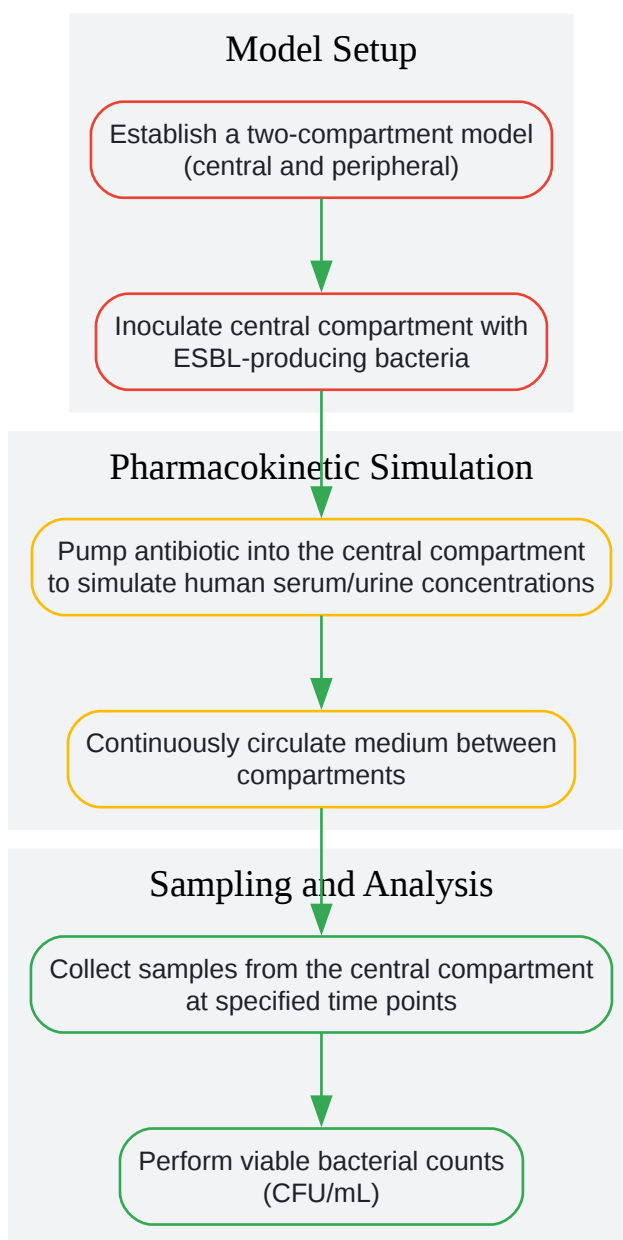 Model Setup
Establish a two-compartment model
(central and peripheral)
Inoculate central compartment with
ESBL-producing bacteria
Pharmacokinetic Simulation
Pump antibiotic into the central compartment
to simulate human serum/urine concentrations
Continuously circulate medium between
compartments
Sampling and Analysis
Collect samples from the central compartment
at specified time points
Perform viable bacterial counts
(CFU/mL)